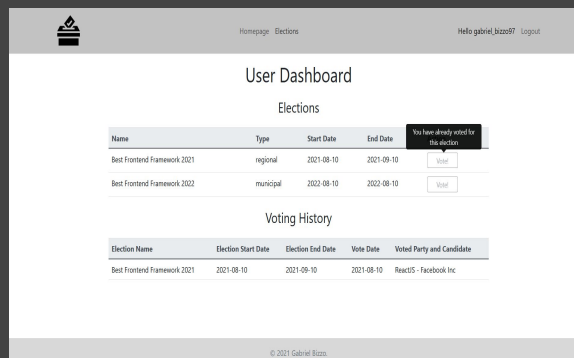 Homepage Elections Hello gabriel_bizzo97 Logout
User Dashboard
Elections
You have already voted for
this election
Name Type Start Date End Date
Best Frontend Framework 2021 regional 2021-08-10 2021-09-10 Vote!
Best Frontend Framework 2022 municipal 2022-08-10 2022-08-10 Vote!
Voting History
Election Name Election Start Date Election End Date Vote Date Voted Party and Candidate
Best Frontend Framework 2021 2021-08-10 2021-09-10 2021-08-10 ReactJS - Facebook Inc
© 2021 Gabriel Bizzo.